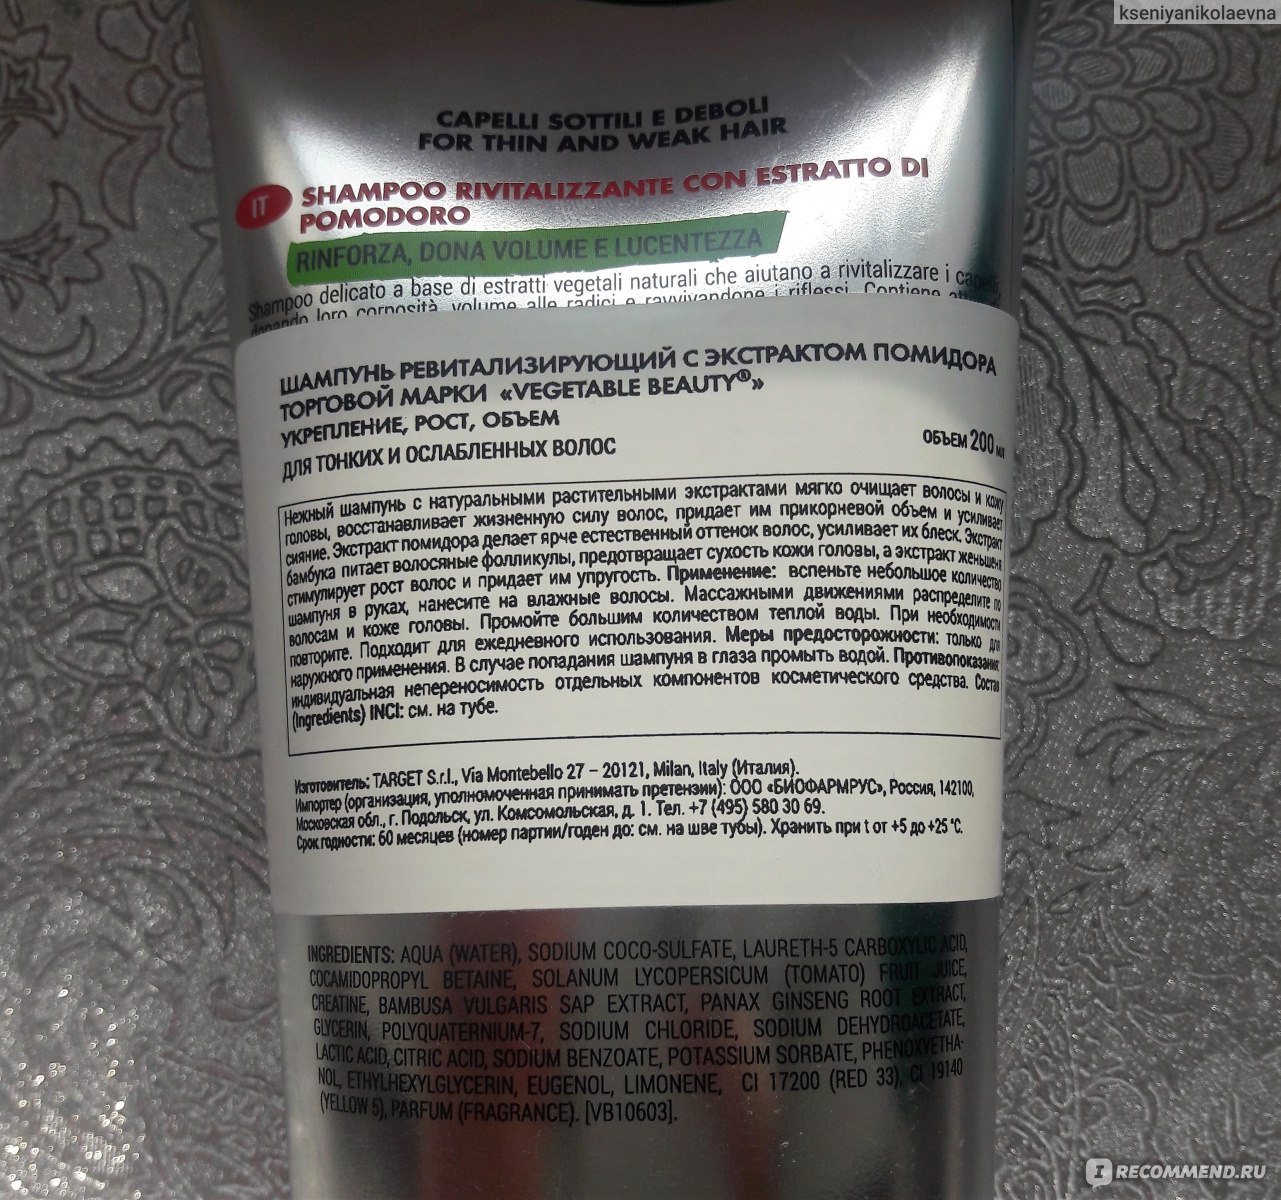 kseniyanikolaevna
CAPELLI SOTTILI E DEBOLI
FOR THIN AND WEAK HAIR
IT
SHAMPOO RIVITALIZZANTE CON ESTRATTO DI
POMODORO
RINFORZA, DONA VOLUME E LUCENTEZZA
Shampoo delicato a base di estratti vegetali naturali che aiutano a rivitalizzare i capelli
donando loro corposità, volume alle radici e ravvivandone i riflessi. Contiene
ШАМПУНЬ РЕВИТАЛИЗИРУЮЩИЙ С ЭКСТРАКТОМ ПОМИДОРА
ТОРГОВОЙ МАРКИ «VEGETABLE BEAUTY®»
УКРЕПЛЕНИЕ, РОСТ, ОБЪЕМ
ДЛЯ ТОНКИХ И ОСЛАБЛЕННЫХ ВОЛОС
ОБЪЕМ 200 мл
Нежный шампунь с натуральными растительными экстрактами мягко очищает волосы и кожу
головы, восстанавливает жизненную силу волос, придает им прикорневой объем и усиливает
сияние. Экстракт помидора делает ярче естественный оттенок волос, усиливает их блеск. Экстракт
бамбука питает волосяные фолликулы, предотвращает сухость кожи головы, а экстракт женьшеня
стимулирует рост волос и придает им упругость. Применение: вспеньте небольшое количество
шампуня в руках, нанесите на влажные волосы. Массажными движениями распределите по
волосам и коже головы. Промойте большим количеством теплой воды. При необходимости
повторите. Подходит для ежедневного использования. Меры предосторожности: только для
наружного применения. В случае попадания шампуня в глаза промыть водой. Противопоказания:
индивидуальная непереносимость отдельных компонентов косметического средства. Состав
(Ingredients) INCI: см. на тубе.
Изготовитель: TARGET S.r.l., Via Montebello 27 – 20121, Milan, Italy (Италия).
Импортер (организация, уполномоченная принимать претензии): ООО «БИОФАРМРУС», Россия, 142100,
Московская обл., г. Подольск, ул. Комсомольская, д. 1. Тел. +7 (495) 580 30 69.
Срок годности: 60 месяцев (номер партии/годен до: см. на шве тубы). Хранить при t от +5 до +25 °C.
INGREDIENTS: AQUA (WATER), SODIUM COCO-SULFATE, LAURETH-5 CARBOXYLIC ACID,
COCAMIDOPROPYL BETAINE, SOLANUM LYCOPERSICUM (TOMATO) FRUIT JUICE,
CREATINE, BAMBUSA VULGARIS SAP EXTRACT, PANAX GINSENG ROOT EXTRACT,
GLYCERIN, POLYQUATERNIUM-7, SODIUM CHLORIDE, SODIUM DEHYDROACETATE,
LACTIC ACID, CITRIC ACID, SODIUM BENZOATE, POTASSIUM SORBATE, PHENOXYETHA-
NOL, ETHYLHEXYLGLYCERIN, EUGENOL, LIMONENE, CI 17200 (RED 33), CI 19140
(YELLOW 5), PARFUM (FRAGRANCE). [VB10603].
I RECOMMEND.RU